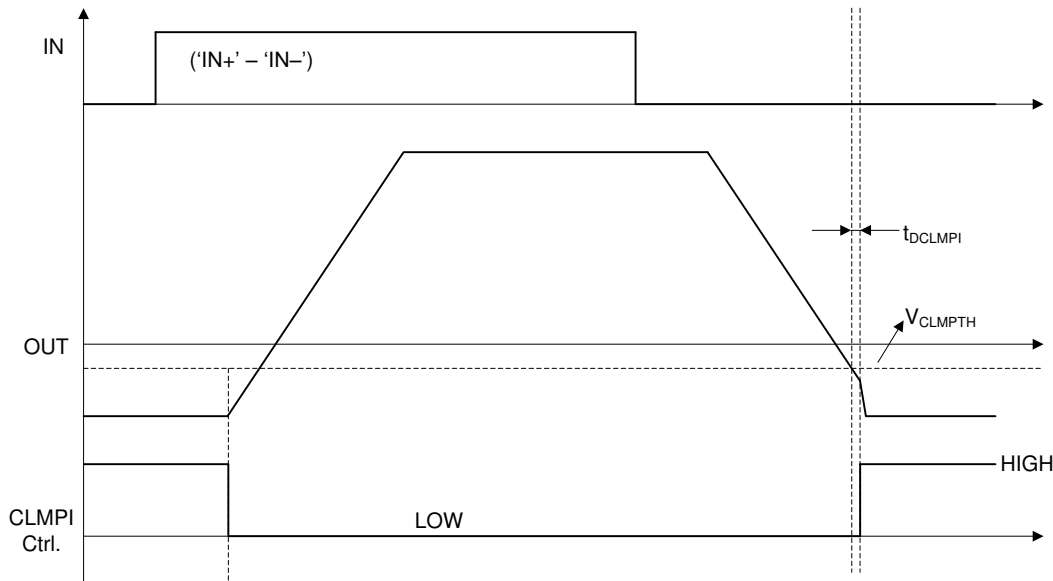 IN
(‘IN+’ – ‘IN–’)
tDCLMPI
VCLMPTH
OUT
HIGH
LOW
CLMPI
Ctrl.